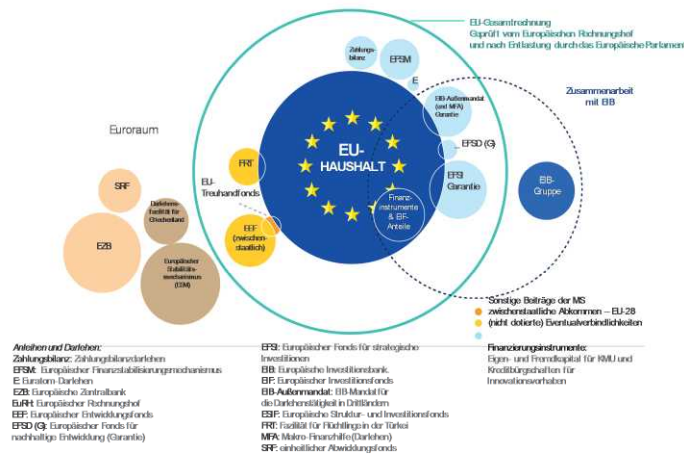 EU-Gesamtrechnung
Geprüft vom Europäischen Rechnungshof
und nach Entlastung durch das Europäische Parlament
Zahlungs-
bilanz
EFSM
E
Zusammenarbeit
mit EIB
EIB-Außenmandat
(und MFA)
Garantie
Euroraum
EU-
HAUSHALT
EFSD (G)
FRT
EU-
Treuhandfonds
EFSI
Garantie
EIB-
Gruppe
SRF
Darlehens-
fazilität für
Griechenland
Finanz-
instrumente
& EIF-
Anteile
EEF
(zwischen-
staatlich)
EZB
Europäischer
Stabilitäts-
mechanismus
(ESM)
Sonstige Beiträge der MS
zwischenstaatliche Abkommen – EU-28
(nicht dotierte) Eventualverbindlichkeiten
Finanzierungsinstrumente:
Eigen- und Fremdkapital für KMU und
Kreditbürgschaften für
Innovationsvorhaben
Anleihen und Darlehen:
Zahlungsbilanz: Zahlungsbilanzdarlehen
EFSM: Europäischer Finanzstabilisierungsmechanismus
E: Euratom-Darlehen
EZB: Europäische Zentralbank
EuRH: Europäischer Rechnungshof
EEF: Europäischer Entwicklungsfonds
EFSD (G): Europäischer Fonds für
nachhaltige Entwicklung (Garantie)
EFSI: Europäischer Fonds für strategische
Investitionen
EIB: Europäische Investitionsbank.
EIF: Europäischer Investitionsfonds
EIB-Außenmandat: EIB-Mandat für
die Darlehenstätigkeit in Drittländern
ESIF: Europäische Struktur- und Investitionsfonds
FRT: Fazilität für Flüchtlinge in der Türkei
MFA: Makro-Finanzhilfe (Darlehen)
SRF: einheitlicher Abwicklungsfonds